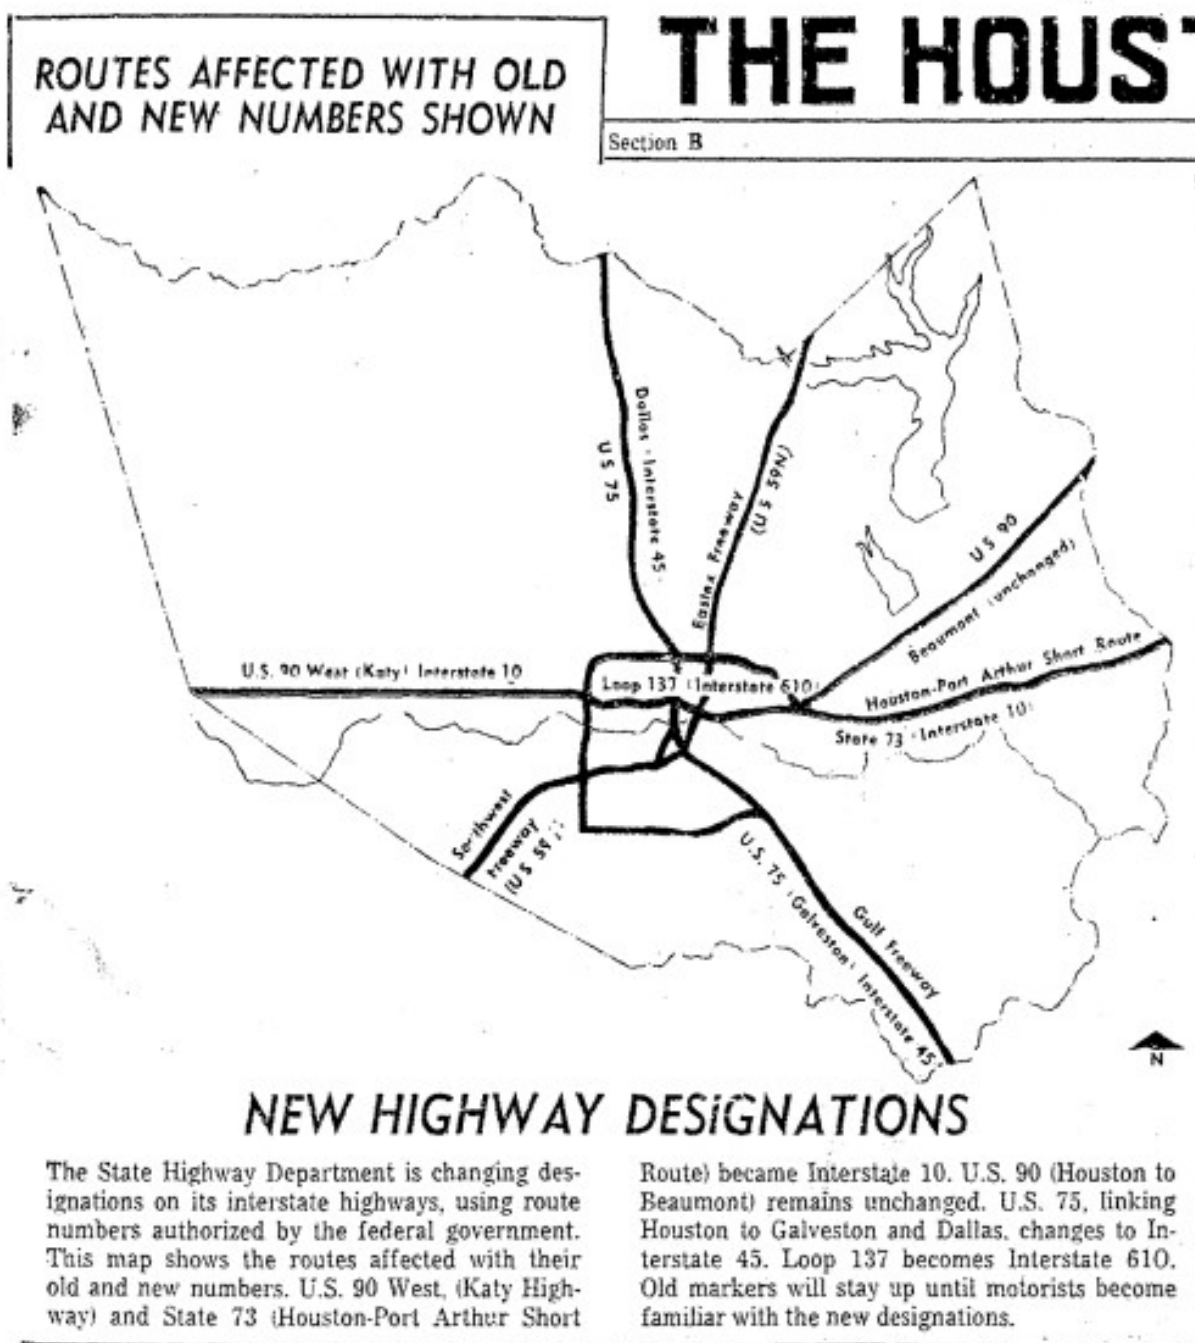 ROUTES AFFECTED WITH OLD
AND NEW NUMBERS SHOWN
THE HOUST
Section B
Dallas (Interstate 45)
US 75
Eastex Freeway
(US 59N)
US 90
Beaumont (unchanged)
Houston-Port Arthur Short Route
State 73 (Interstate 10)
U.S. 90 West (Katy) Interstate 10
Loop 137 (Interstate 610)
Southwest
Freeway
(US 59
U.S. 75 (Galveston) Interstate 45
Gulf Freeway
N
NEW HIGHWAY DESIGNATIONS
The State Highway Department is changing des-
ignations on its interstate highways, using route
numbers authorized by the federal government.
This map shows the routes affected with their
old and new numbers. U.S. 90 West, (Katy High-
way) and State 73 (Houston-Port Arthur Short
Route) became Interstate 10. U.S. 90 (Houston to
Beaumont) remains unchanged. U.S. 75, linking
Houston to Galveston and Dallas, changes to In-
terstate 45. Loop 137 becomes Interstate 610.
Old markers will stay up until motorists become
familiar with the new designations.